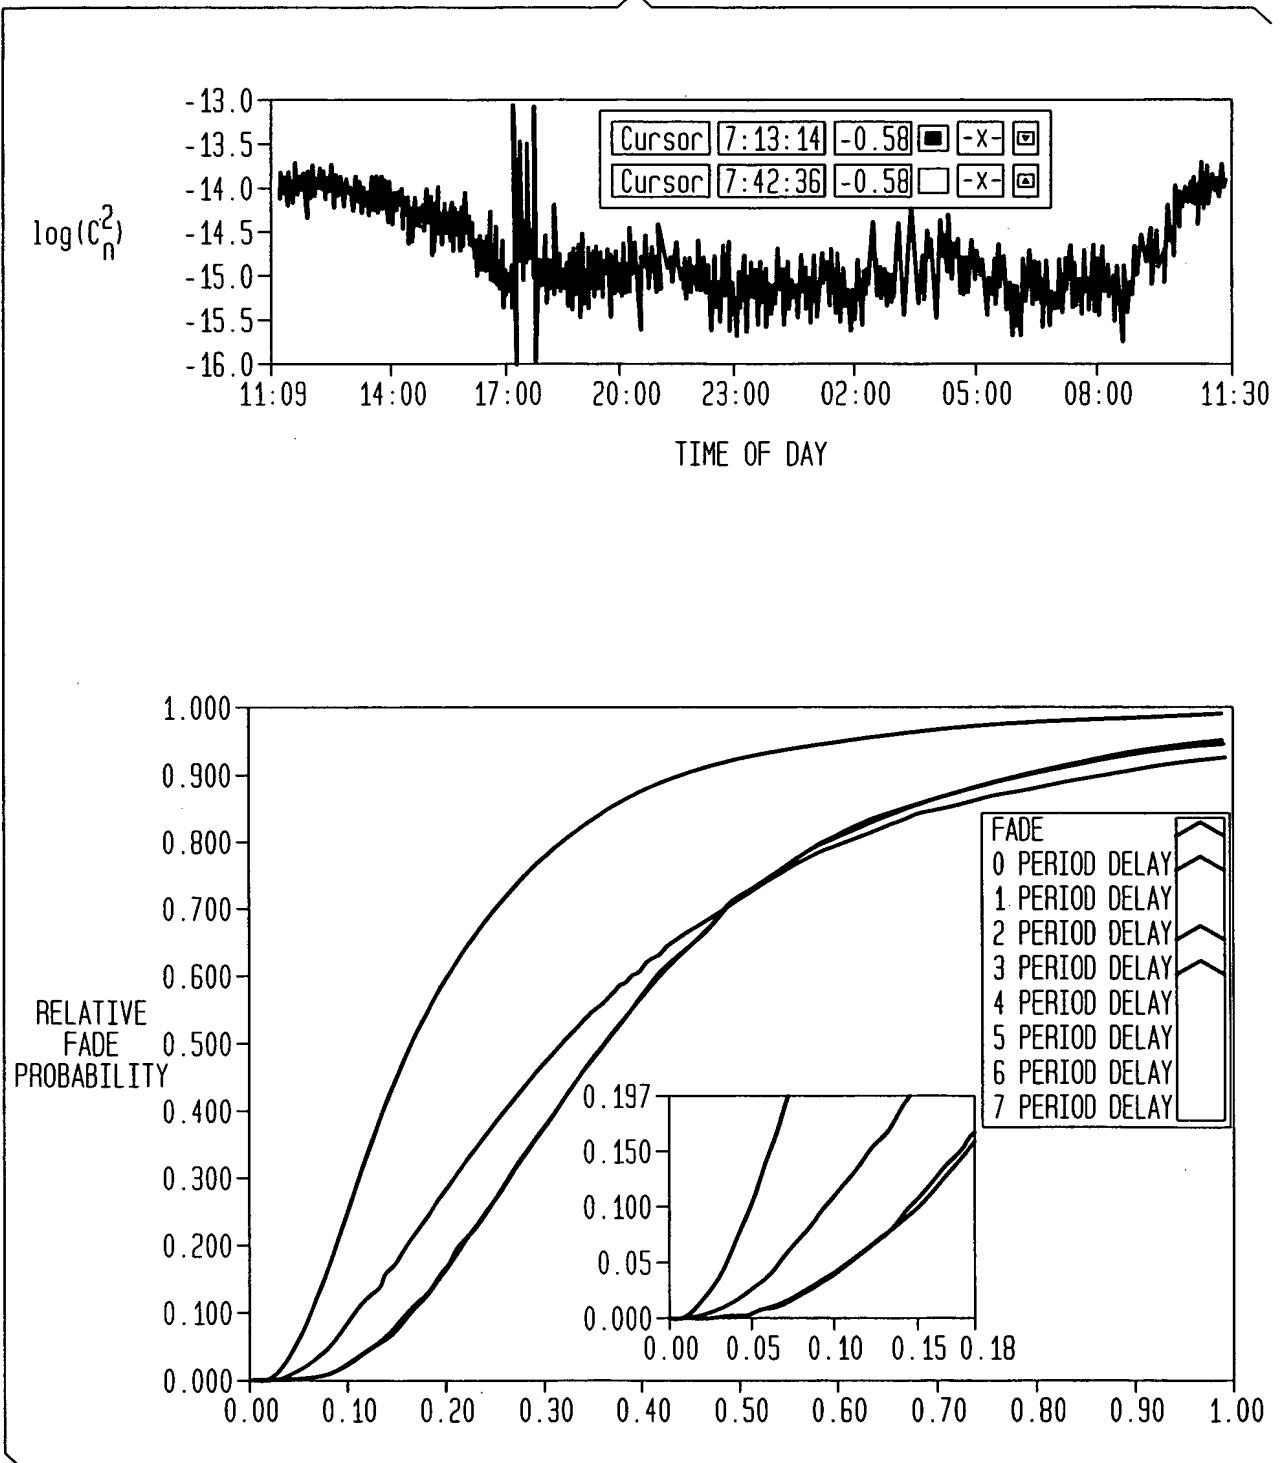 -13.0
-13.5
-14.0
-14.5
-15.0
-15.5
-16.0
log(C²n)
Cursor 7:13:14 -0.58 -X-
Cursor 7:42:36 -0.58 -X-
11:09 14:00 17:00 20:00 23:00 02:00 05:00 08:00 11:30
TIME OF DAY
1.000
0.900
0.800
0.700
0.600
0.500
0.400
0.300
0.200
0.100
0.000
RELATIVE
FADE
PROBABILITY
FADE
0 PERIOD DELAY
1 PERIOD DELAY
2 PERIOD DELAY
3 PERIOD DELAY
4 PERIOD DELAY
5 PERIOD DELAY
6 PERIOD DELAY
7 PERIOD DELAY
0.197
0.150
0.100
0.05
0.000
0.00 0.05 0.10 0.15 0.18
0.00 0.10 0.20 0.30 0.40 0.50 0.60 0.70 0.80 0.90 1.00